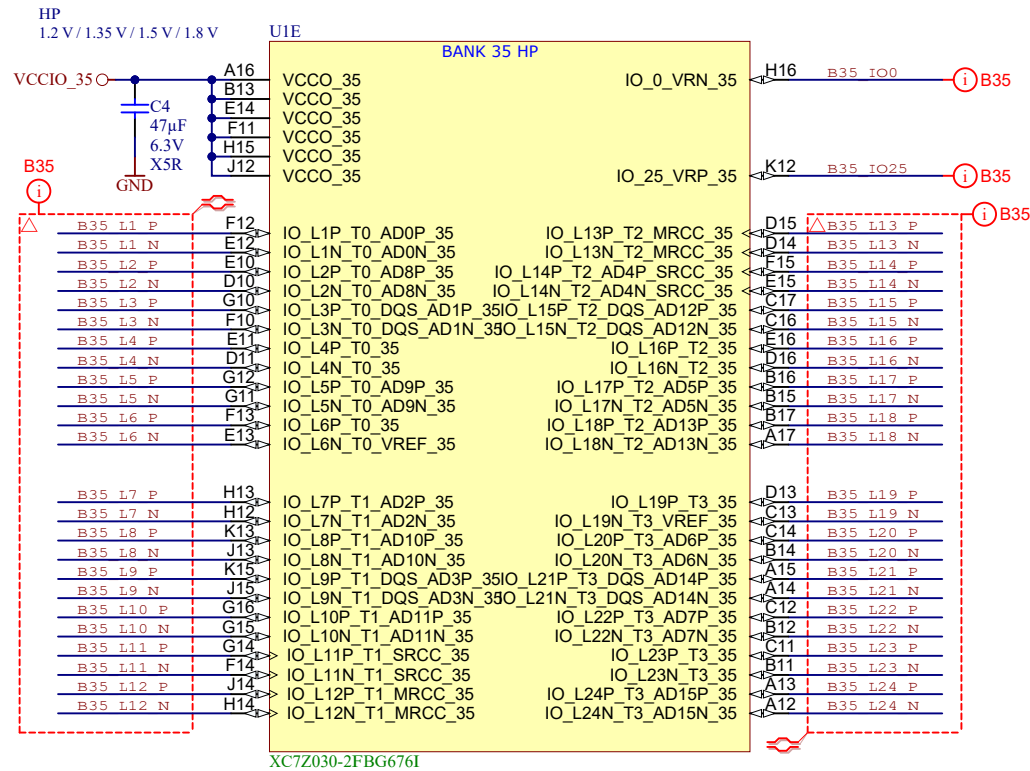 HP
1.2 V / 1.35 V / 1.5 V / 1.8 V
U1E
BANK 35 HP
VCCIO_35
C4
47µF
6.3V
X5R
GND
A16 VCCO_35
B13 VCCO_35
E14 VCCO_35
F11 VCCO_35
H15 VCCO_35
J12 VCCO_35
IO_0_VRN_35 H16 B35_IO0 i B35
IO_25_VRP_35 K12 B35_IO25 i B35
B35
i
i B35
B35_L1_P F12 IO_L1P_T0_AD0P_35
B35_L1_N E12 IO_L1N_T0_AD0N_35
B35_L2_P E10 IO_L2P_T0_AD8P_35
B35_L2_N D10 IO_L2N_T0_AD8N_35
B35_L3_P G10 IO_L3P_T0_DQS_AD1P_35
B35_L3_N F10 IO_L3N_T0_DQS_AD1N_35
B35_L4_P E11 IO_L4P_T0_35
B35_L4_N D11 IO_L4N_T0_35
B35_L5_P G12 IO_L5P_T0_AD9P_35
B35_L5_N G11 IO_L5N_T0_AD9N_35
B35_L6_P F13 IO_L6P_T0_35
B35_L6_N E13 IO_L6N_T0_VREF_35
B35_L7_P H13 IO_L7P_T1_AD2P_35
B35_L7_N H12 IO_L7N_T1_AD2N_35
B35_L8_P K13 IO_L8P_T1_AD10P_35
B35_L8_N J13 IO_L8N_T1_AD10N_35
B35_L9_P K15 IO_L9P_T1_DQS_AD3P_35
B35_L9_N J15 IO_L9N_T1_DQS_AD3N_35
B35_L10_P G16 IO_L10P_T1_AD11P_35
B35_L10_N G15 IO_L10N_T1_AD11N_35
B35_L11_P G14 IO_L11P_T1_SRCC_35
B35_L11_N F14 IO_L11N_T1_SRCC_35
B35_L12_P J14 IO_L12P_T1_MRCC_35
B35_L12_N H14 IO_L12N_T1_MRCC_35
IO_L13P_T2_MRCC_35 D15 B35_L13_P
IO_L13N_T2_MRCC_35 D14 B35_L13_N
IO_L14P_T2_AD4P_SRCC_35 F15 B35_L14_P
IO_L14N_T2_AD4N_SRCC_35 E15 B35_L14_N
IO_L15P_T2_DQS_AD12P_35 C17 B35_L15_P
IO_L15N_T2_DQS_AD12N_35 C16 B35_L15_N
IO_L16P_T2_35 E16 B35_L16_P
IO_L16N_T2_35 D16 B35_L16_N
IO_L17P_T2_AD5P_35 B16 B35_L17_P
IO_L17N_T2_AD5N_35 B15 B35_L17_N
IO_L18P_T2_AD13P_35 B17 B35_L18_P
IO_L18N_T2_AD13N_35 A17 B35_L18_N
IO_L19P_T3_35 D13 B35_L19_P
IO_L19N_T3_VREF_35 C13 B35_L19_N
IO_L20P_T3_AD6P_35 C14 B35_L20_P
IO_L20N_T3_AD6N_35 B14 B35_L20_N
IO_L21P_T3_DQS_AD14P_35 A15 B35_L21_P
IO_L21N_T3_DQS_AD14N_35 A14 B35_L21_N
IO_L22P_T3_AD7P_35 C12 B35_L22_P
IO_L22N_T3_AD7N_35 B12 B35_L22_N
IO_L23P_T3_35 C11 B35_L23_P
IO_L23N_T3_35 B11 B35_L23_N
IO_L24P_T3_AD15P_35 A13 B35_L24_P
IO_L24N_T3_AD15N_35 A12 B35_L24_N
XC7Z030-2FBG676I